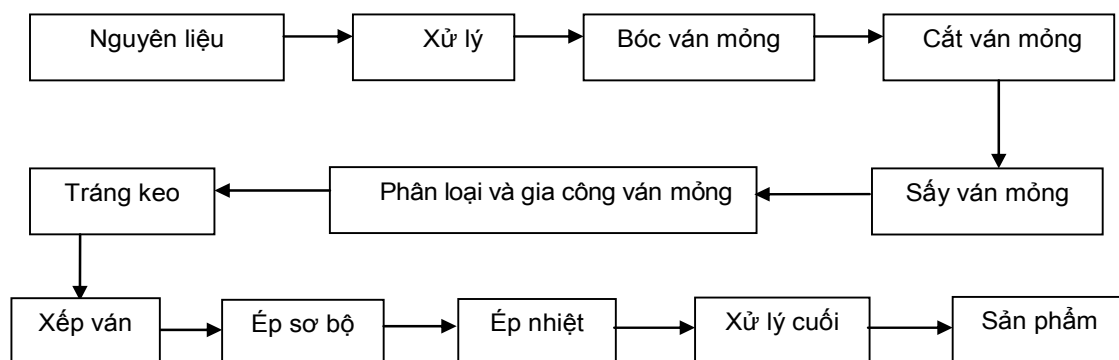 Nguyên liệu
Xử lý
Bóc ván mỏng
Cắt ván mỏng
Sấy ván mỏng
Phân loại và gia công ván mỏng
Tráng keo
Xếp ván
Ép sơ bộ
Ép nhiệt
Xử lý cuối
Sản phẩm